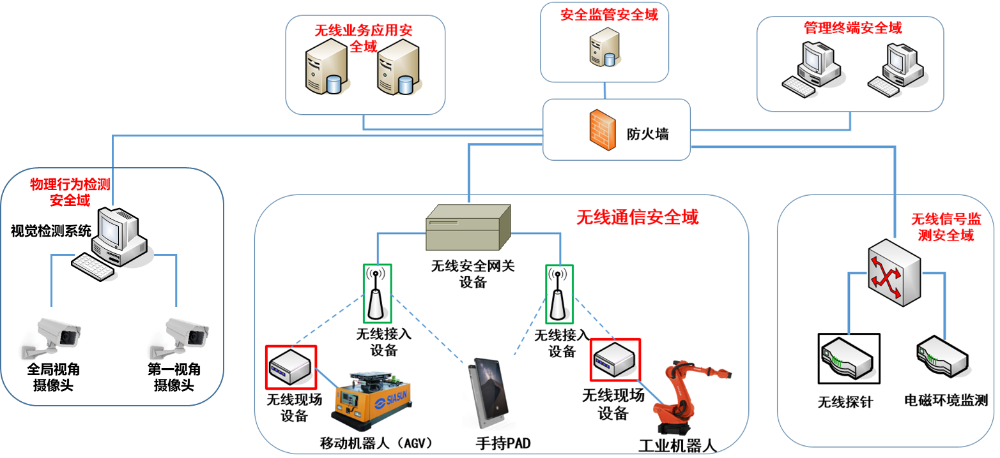 无线业务应用安
全域
安全监管安全域
管理终端安全域
防火墙
物理行为检测
安全域
视觉检测系统
全局视角
摄像头
第一视角
摄像头
无线通信安全域
无线安全网关
设备
无线接入
设备
无线接入
设备
无线现场
设备
无线现场
设备
SIASUN
移动机器人（AGV）
手持PAD
工业机器人
无线信号监
测安全域
无线探针
电磁环境监测